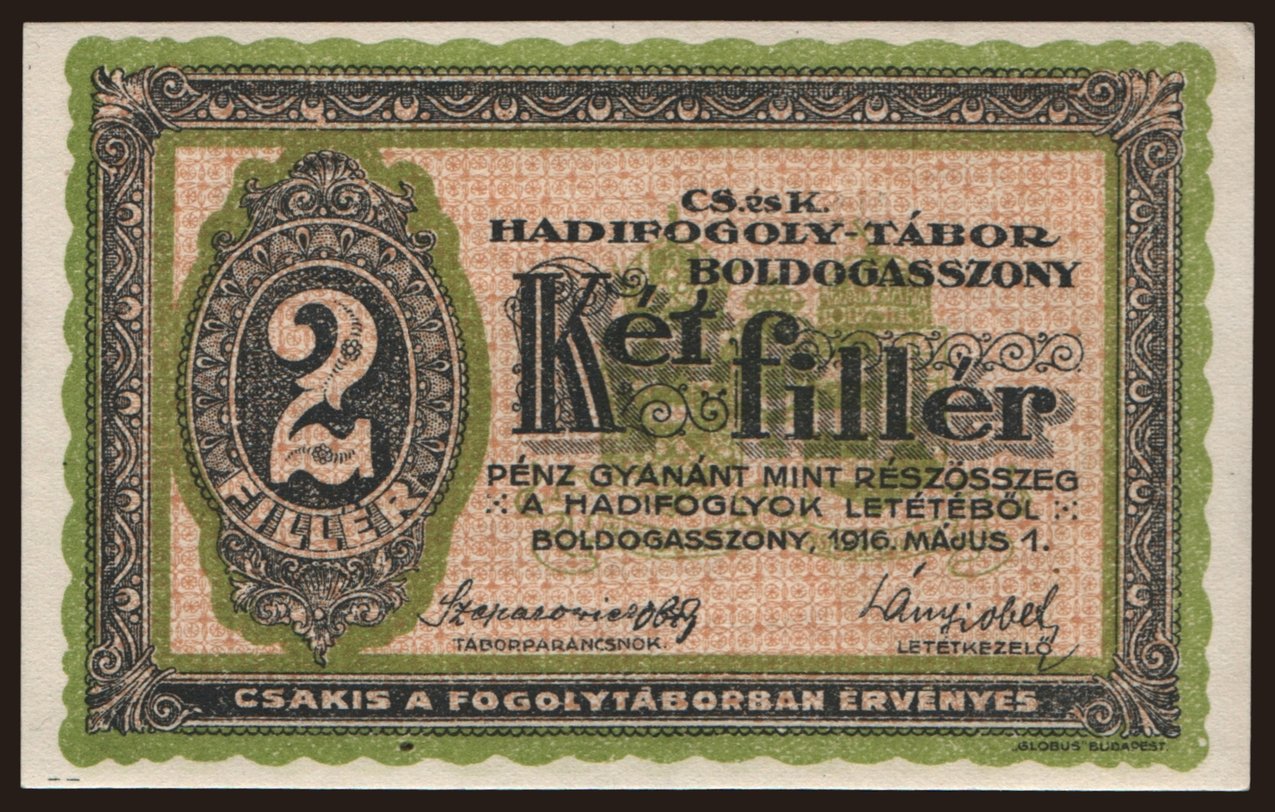 CS. és K.
HADIFOGOLY-TÁBOR
BOLDOGASSZONY
Két fillér
2
FILLÉR
PÉNZ GYANÁNT MINT RÉSZÖSSZEG
A HADIFOGLYOK LETÉTÉBŐL
BOLDOGASSZONY, 1916. MÁJUS 1.
TÁBORPARANCSNOK.
LETÉTKEZELŐ
CSAKIS A FOGOLYTÁBORBAN ÉRVÉNYES
„GLOBUS" BUDAPEST.